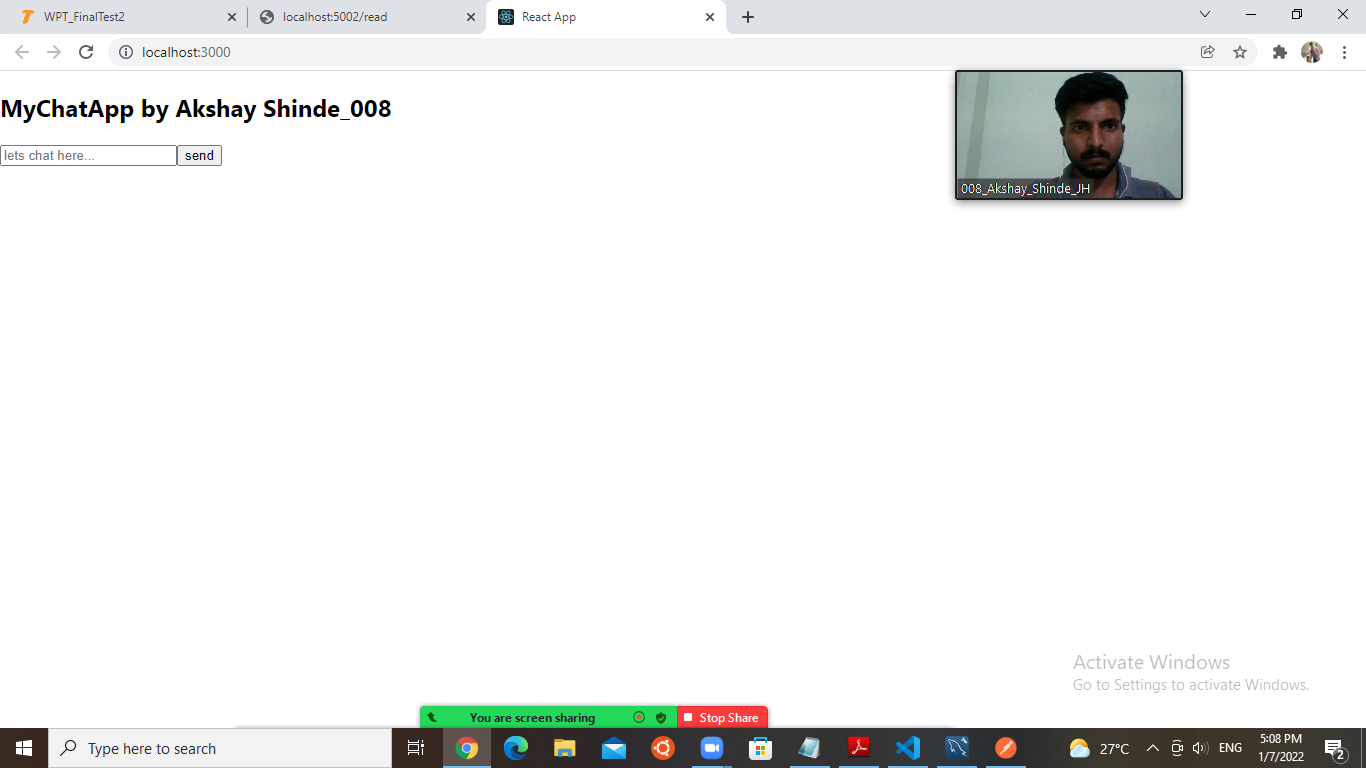 WPT_FinalTest2
localhost:5002/read
React App
localhost:3000
MyChatApp by Akshay Shinde_008
lets chat here...
send
008_Akshay_Shinde_JH
Activate Windows
Go to Settings to activate Windows.
You are screen sharing
Stop Share
Type here to search
27°C
ENG
5:08 PM
1/7/2022
2